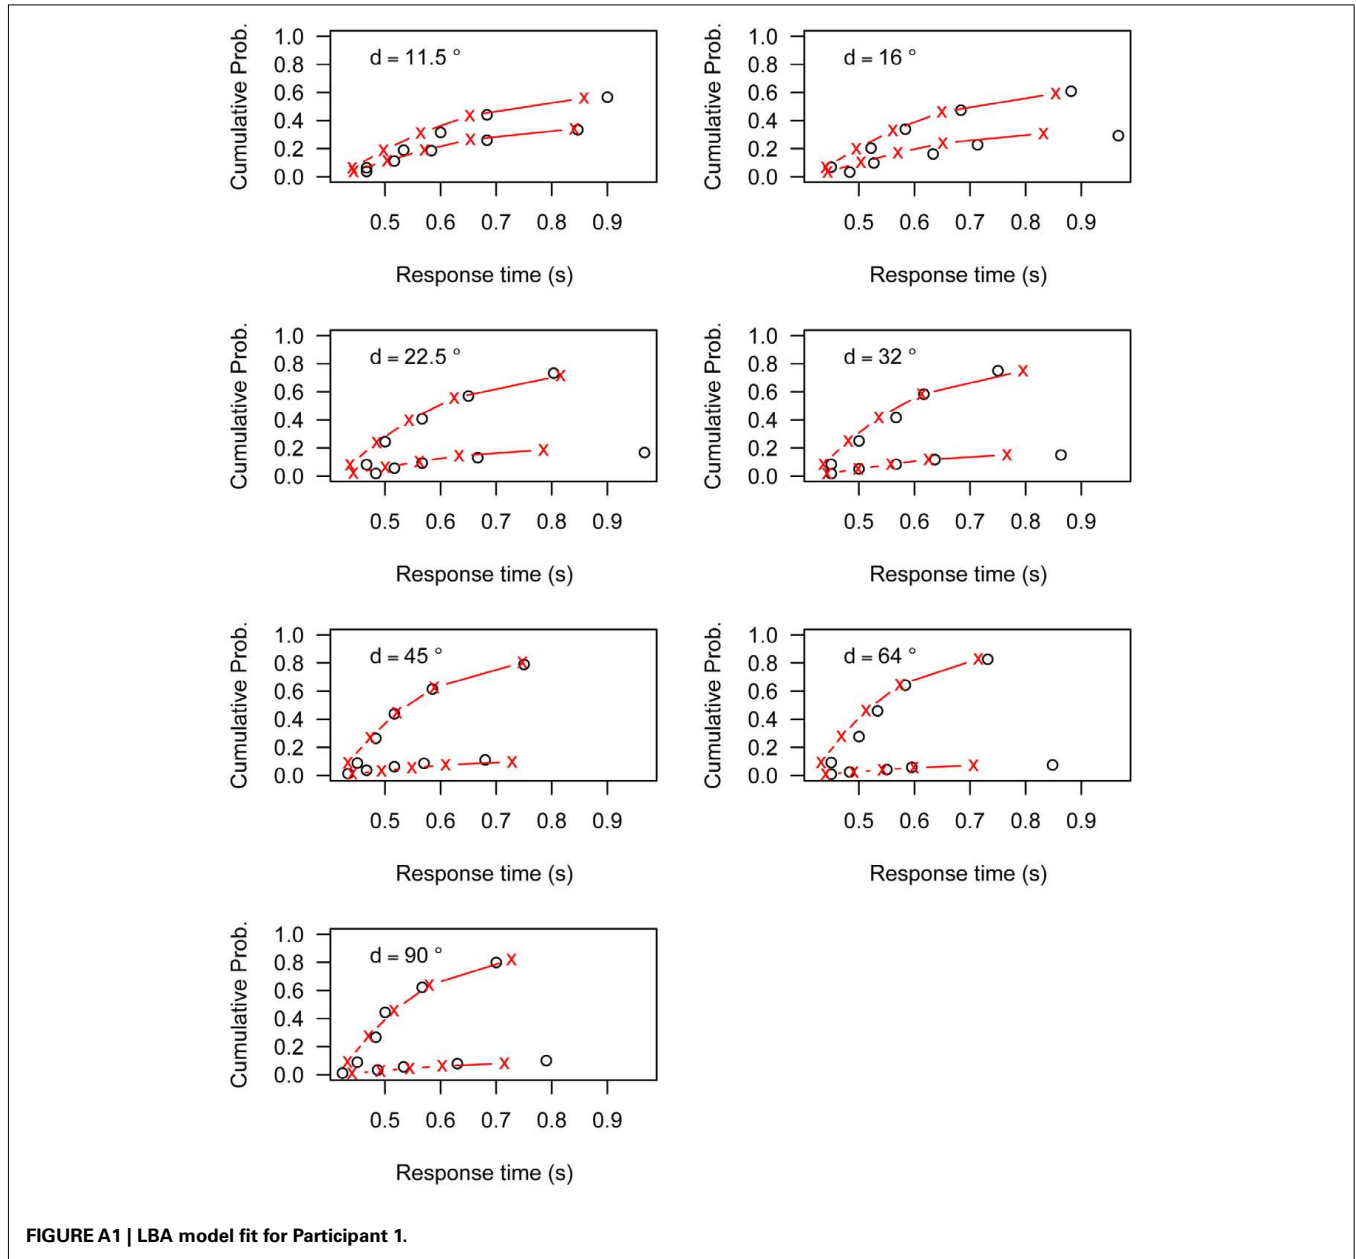 Cumulative Prob.
1.0
0.8
0.6
0.4
0.2
0.0
d = 11.5 °
0.5 0.6 0.7 0.8 0.9
Response time (s)
Cumulative Prob.
1.0
0.8
0.6
0.4
0.2
0.0
d = 16 °
0.5 0.6 0.7 0.8 0.9
Response time (s)
Cumulative Prob.
1.0
0.8
0.6
0.4
0.2
0.0
d = 22.5 °
0.5 0.6 0.7 0.8 0.9
Response time (s)
Cumulative Prob.
1.0
0.8
0.6
0.4
0.2
0.0
d = 32 °
0.5 0.6 0.7 0.8 0.9
Response time (s)
Cumulative Prob.
1.0
0.8
0.6
0.4
0.2
0.0
d = 45 °
0.5 0.6 0.7 0.8 0.9
Response time (s)
Cumulative Prob.
1.0
0.8
0.6
0.4
0.2
0.0
d = 64 °
0.5 0.6 0.7 0.8 0.9
Response time (s)
Cumulative Prob.
1.0
0.8
0.6
0.4
0.2
0.0
d = 90 °
0.5 0.6 0.7 0.8 0.9
Response time (s)
FIGURE A1 | LBA model fit for Participant 1.